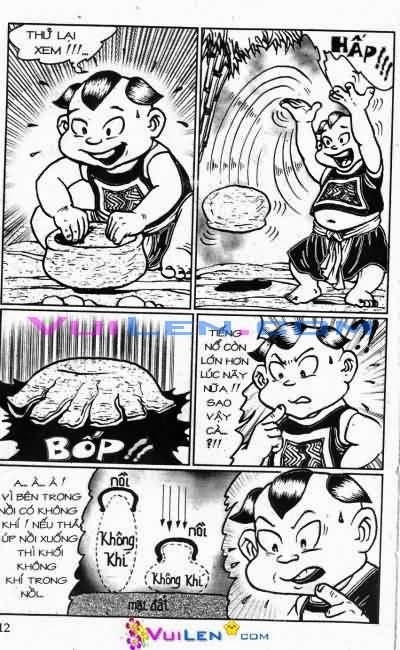 THỬ LẠI
XEM !!!...
HẤP!!!
VuiLen.com
BỐP!!
TIẾNG
NỔ CÒN
LỚN HƠN
LÚC NÃY
NỮA !!
SAO
VẬY
CÀ...
?!!
A... À... À !
VÌ BÊN TRONG
NỒI CÓ KHÔNG
KHÍ ! NẾU THẢ
ÚP NỒI XUỐNG
THÌ KHỐI
KHÔNG
KHÍ TRONG
NỒI...
nồi
Không
Khí
nồi
Không Khí
mặt đất
12
VuiLen.com